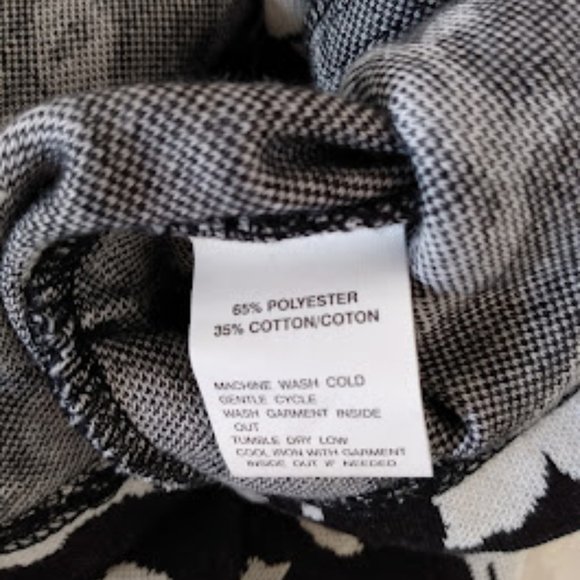 65% POLYESTER
35% COTTON/COTON
MACHINE WASH COLD
GENTLE CYCLE
WASH GARMENT INSIDE
OUT
TUMBLE DRY LOW
COOL IRON WITH GARMENT
INSIDE OUT IF NEEDED